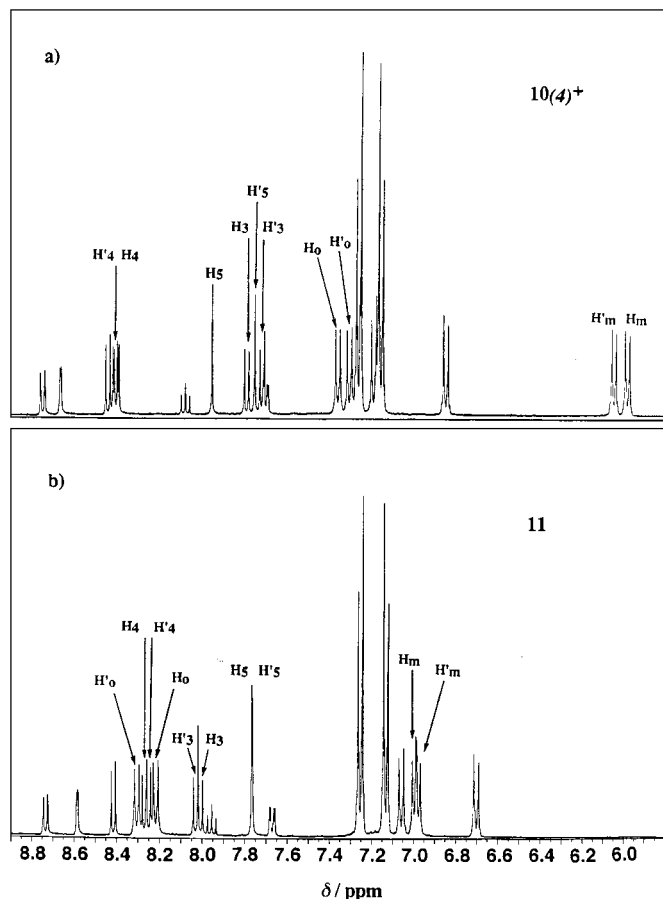 a)
10(4)+
H'5
H3
H'3
H'4 H4
H5
H'o
Ho
H'm Hm
b)
11
H4 H'4
H5 H'5
Hm
H'o
Ho
H'm
H'3 H3
8.8 8.6 8.4 8.2 8.0 7.8 7.6 7.4 7.2 7.0 6.8 6.6 6.4 6.2 6.0
δ / ppm